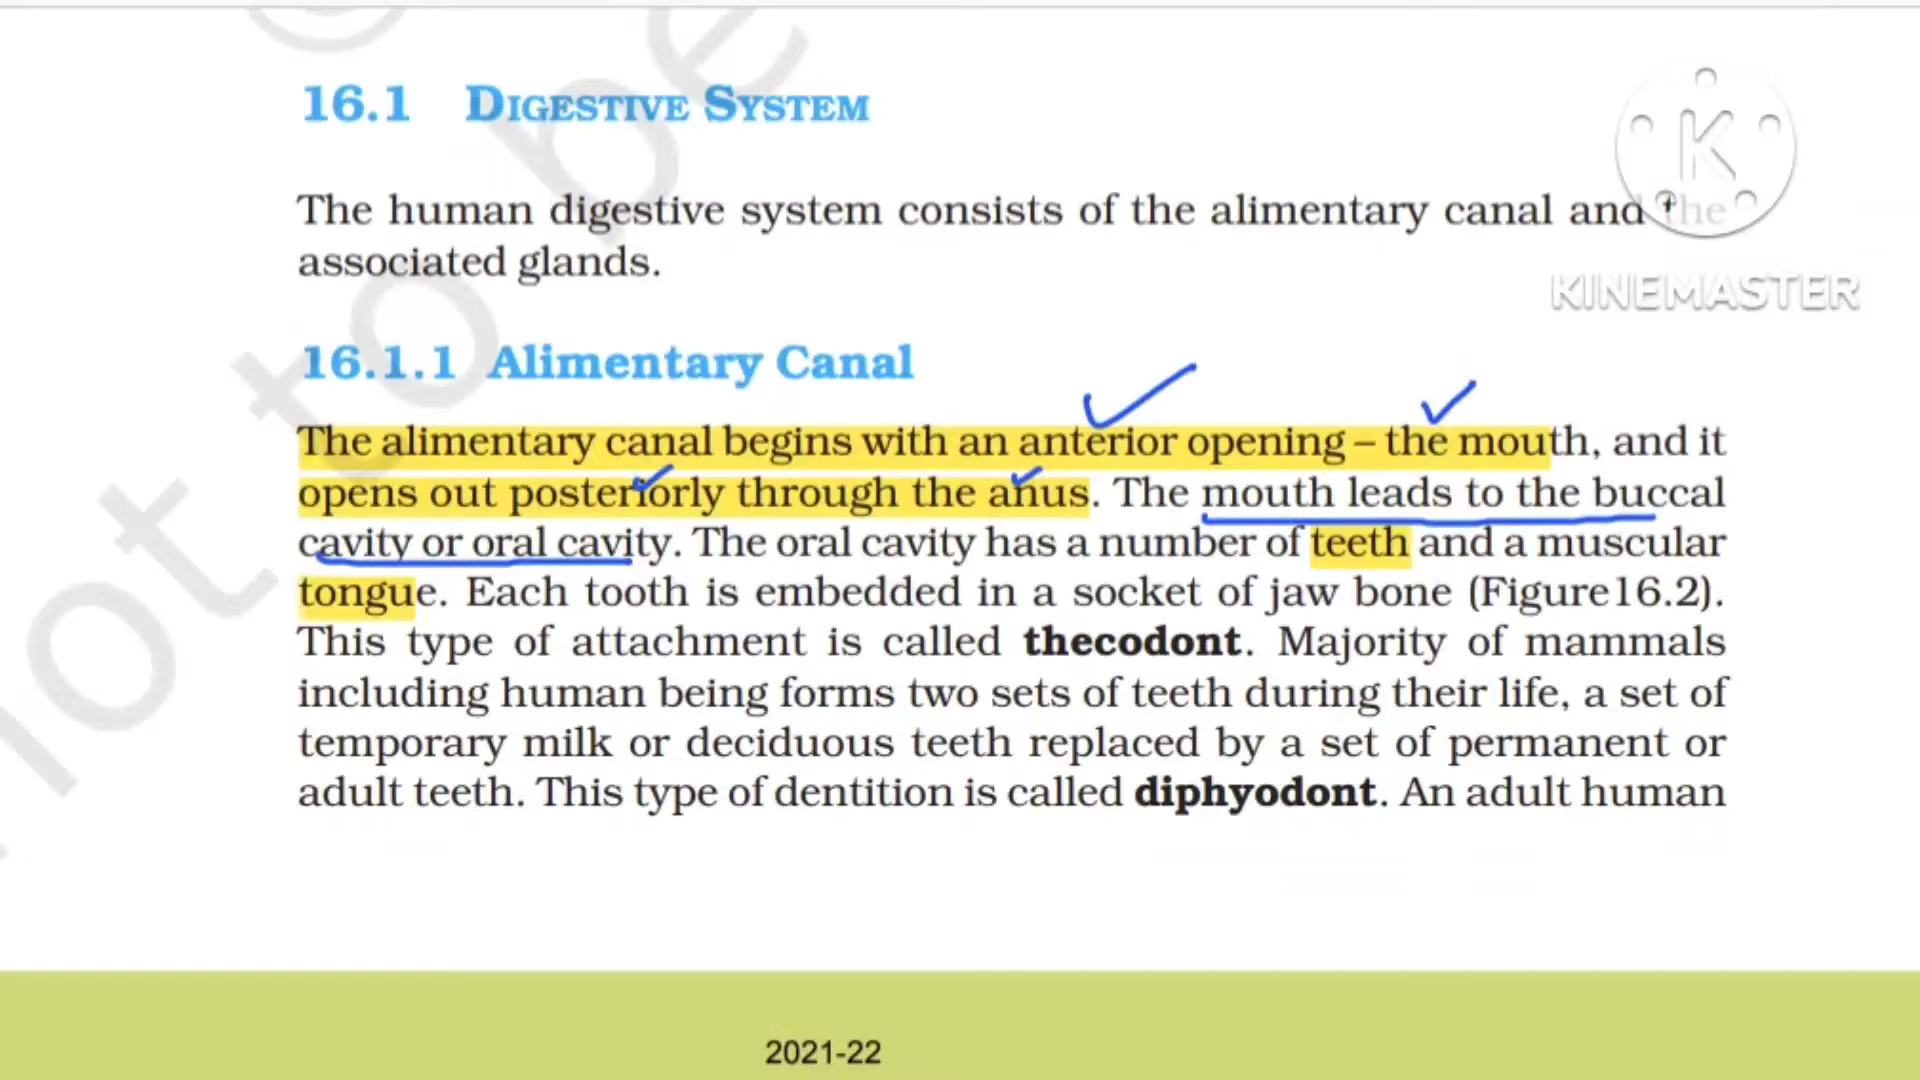 16.1 DIGESTIVE SYSTEM
The human digestive system consists of the alimentary canal and the
associated glands.
K
KINEMASTER
16.1.1 Alimentary Canal
The alimentary canal begins with an anterior opening – the mouth, and it
opens out posteriorly through the anus. The mouth leads to the buccal
cavity or oral cavity. The oral cavity has a number of teeth and a muscular
tongue. Each tooth is embedded in a socket of jaw bone (Figure16.2).
This type of attachment is called thecodont. Majority of mammals
including human being forms two sets of teeth during their life, a set of
temporary milk or deciduous teeth replaced by a set of permanent or
adult teeth. This type of dentition is called diphyodont. An adult human
not to be
2021-22